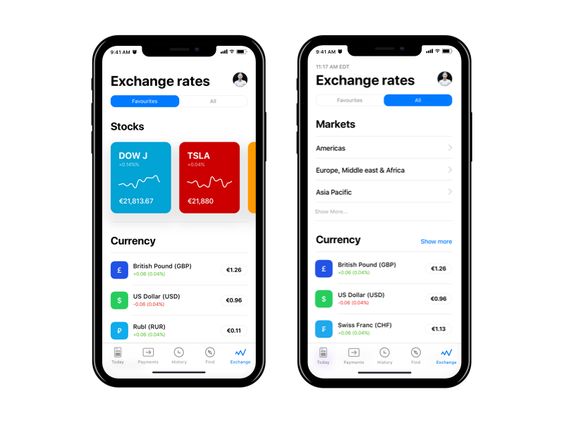 9:41 AM
Exchange rates
Favourites
All
Stocks
DOW J
+0.14%%
€21,813.67
TSLA
+0.04%
€21,880
Currency
£
British Pound (GBP)
+0.06 (0.04%)
€1.26
$
US Dollar (USD)
+0.06 (0.04%)
€0.96
₽
Rubl (RUR)
+0.06 (0.04%)
€0.11
Today
Payments
History
Find
Exchange
9:41 AM
11:17 AM EDT
Exchange rates
Favourites
All
Markets
Americas
Europe, Middle east & Africa
Asia Pacific
Show More...
Currency
Show more
£
British Pound (GBP)
+0.06 (0.04%)
€1.26
$
US Dollar (USD)
-0.06 (0.04%)
€0.96
₣
Swiss Franc (CHF)
+0.06 (0.04%)
€1.13
Today
Payments
History
Find
Exchange